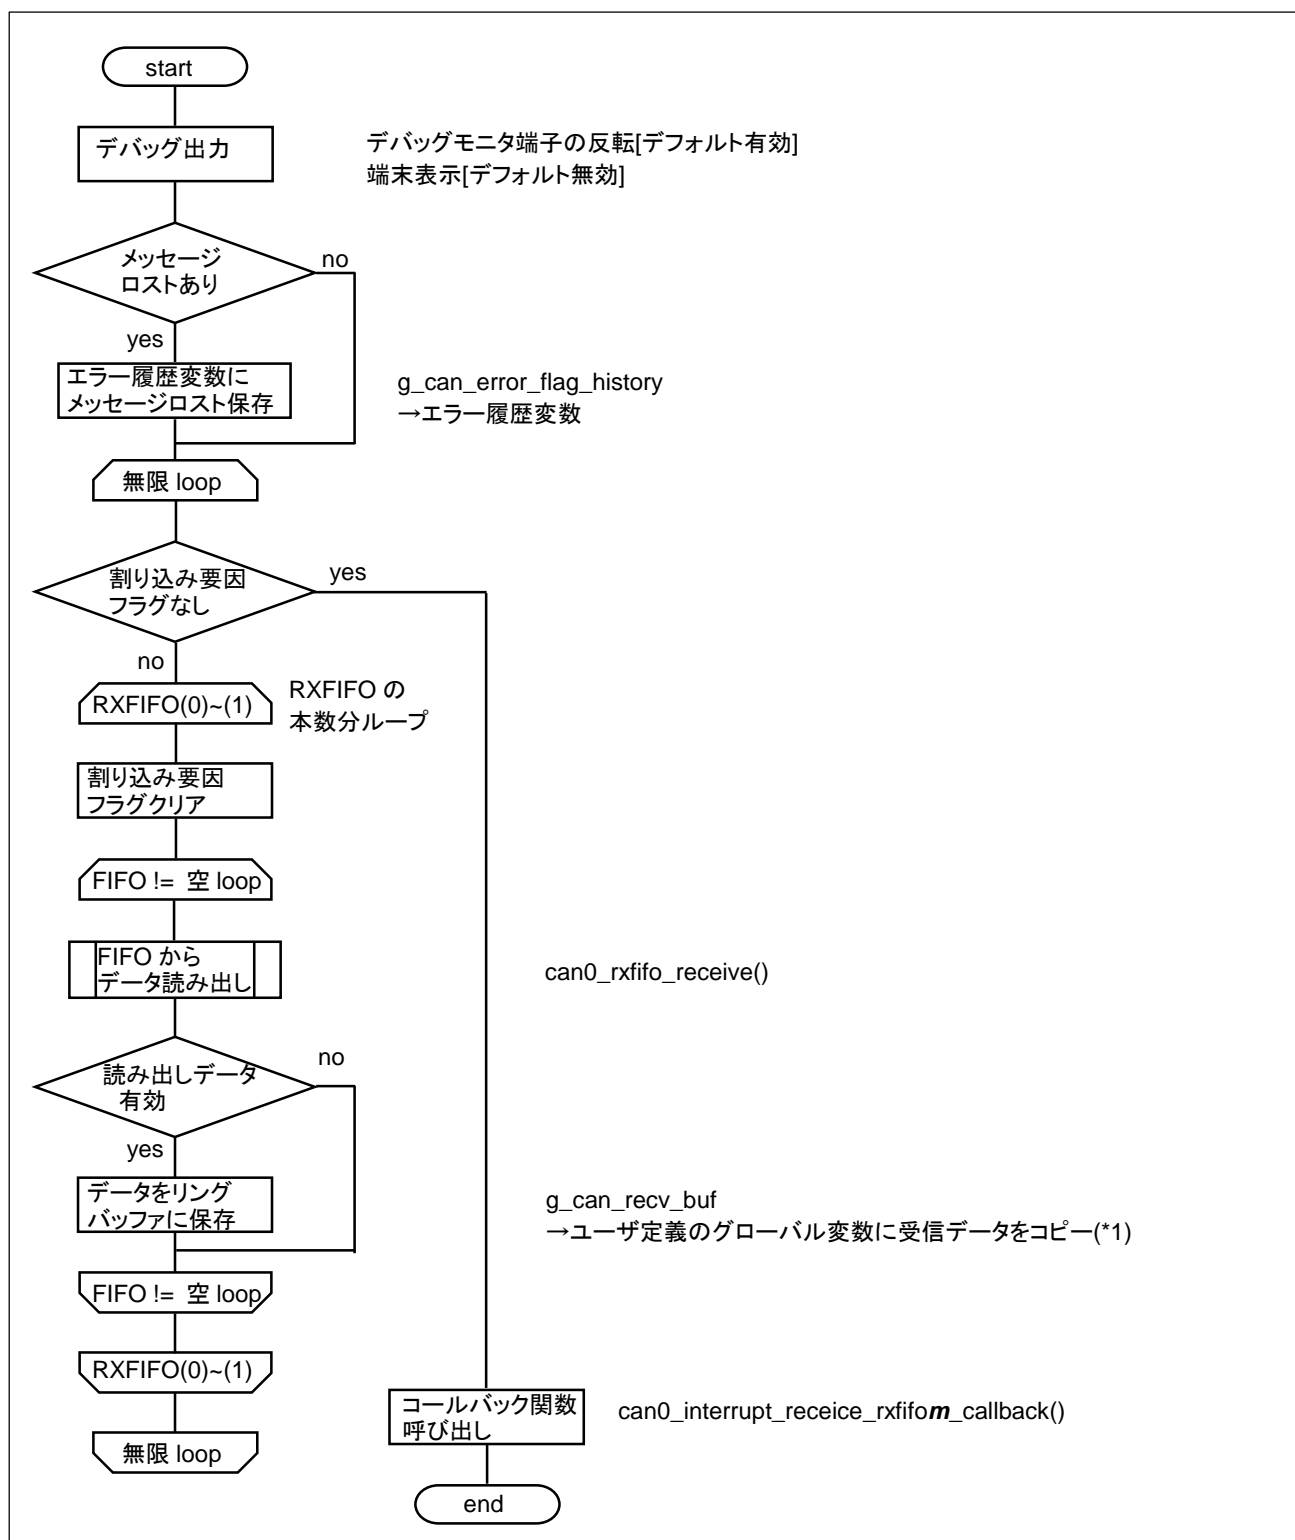 start
デバッグ出力
デバッグモニタ端子の反転[デフォルト有効]
端末表示[デフォルト無効]
メッセージ
ロストあり
no
yes
エラー履歴変数に
メッセージロスト保存
g_can_error_flag_history
→エラー履歴変数
無限 loop
割り込み要因
フラグなし
yes
no
RXFIFO(0)~(1)
RXFIFO の
本数分ループ
割り込み要因
フラグクリア
FIFO != 空 loop
FIFO から
データ読み出し
can0_rxfifo_receive()
読み出しデータ
有効
no
yes
データをリング
バッファに保存
g_can_recv_buf
→ユーザ定義のグローバル変数に受信データをコピー(*1)
FIFO != 空 loop
RXFIFO(0)~(1)
無限 loop
コールバック関数
呼び出し
can0_interrupt_receice_rxfifom_callback()
end